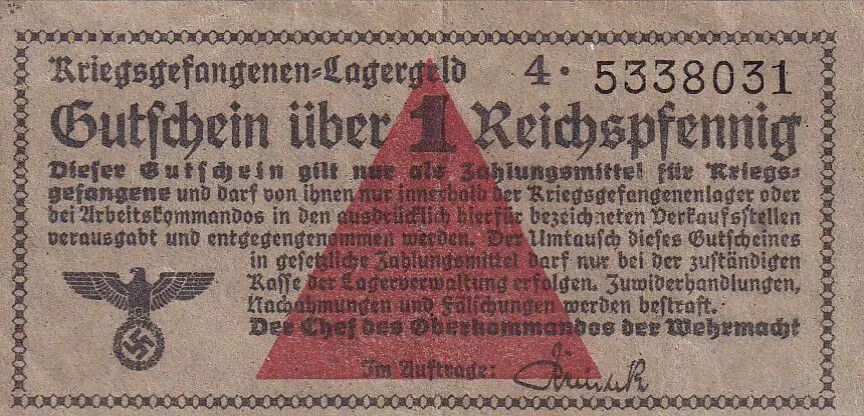 Kriegsgefangenen-Lagergeld 4 · 5338031
Gutschein über 1 Reichspfennig
Dieser Gutschein gilt nur als Zahlungsmittel für Kriegs-
gefangene und darf von ihnen nur innerhalb der Kriegsgefangenenlager oder
bei Arbeitskommandos in den ausdrücklich hierfür bezeichneten Verkaufsstellen
verausgabt und entgegengenommen werden. Der Umtausch dieses Gutscheines
in gesetzliche Zahlungsmittel darf nur bei der zuständigen
Kasse der Lagerverwaltung erfolgen. Zuwiderhandlungen,
Nachahmungen und Fälschungen werden bestraft.
Der Chef des Oberkommandos der Wehrmacht
Im Auftrage: